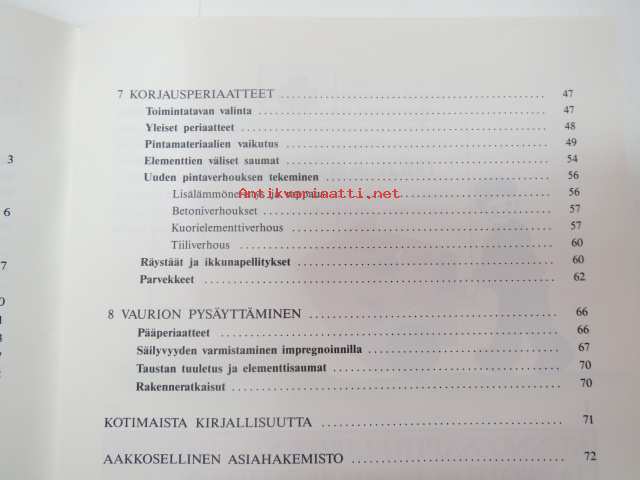 7 KORJAUSPERIAATTEET 47
Toimintatavan valinta 47
Yleiset periaatteet 48
Pintamateriaalien vaikutus 49
Elementtien väliset saumat 54
Uuden pintaverhouksen tekeminen 56
Lisälämmöneristys ja 56
Antikvariaatti.net
Betoniverhoukset 57
Kuorielementtiverhous 57
Tiiliverhous 60
Räystäät ja ikkunapellitykset 60
Parvekkeet 62
8 VAURION PYSÄYTTÄMINEN 66
Pääperiaatteet 66
Säilyvyyden varmistaminen impregnoinnilla 67
Taustan tuuletus ja elementtisaumat 70
Rakenneratkaisut 70
KOTIMAISTA KIRJALLISUUTTA 71
AAKKOSELLINEN ASIAHAKEMISTO 72
3
6
7